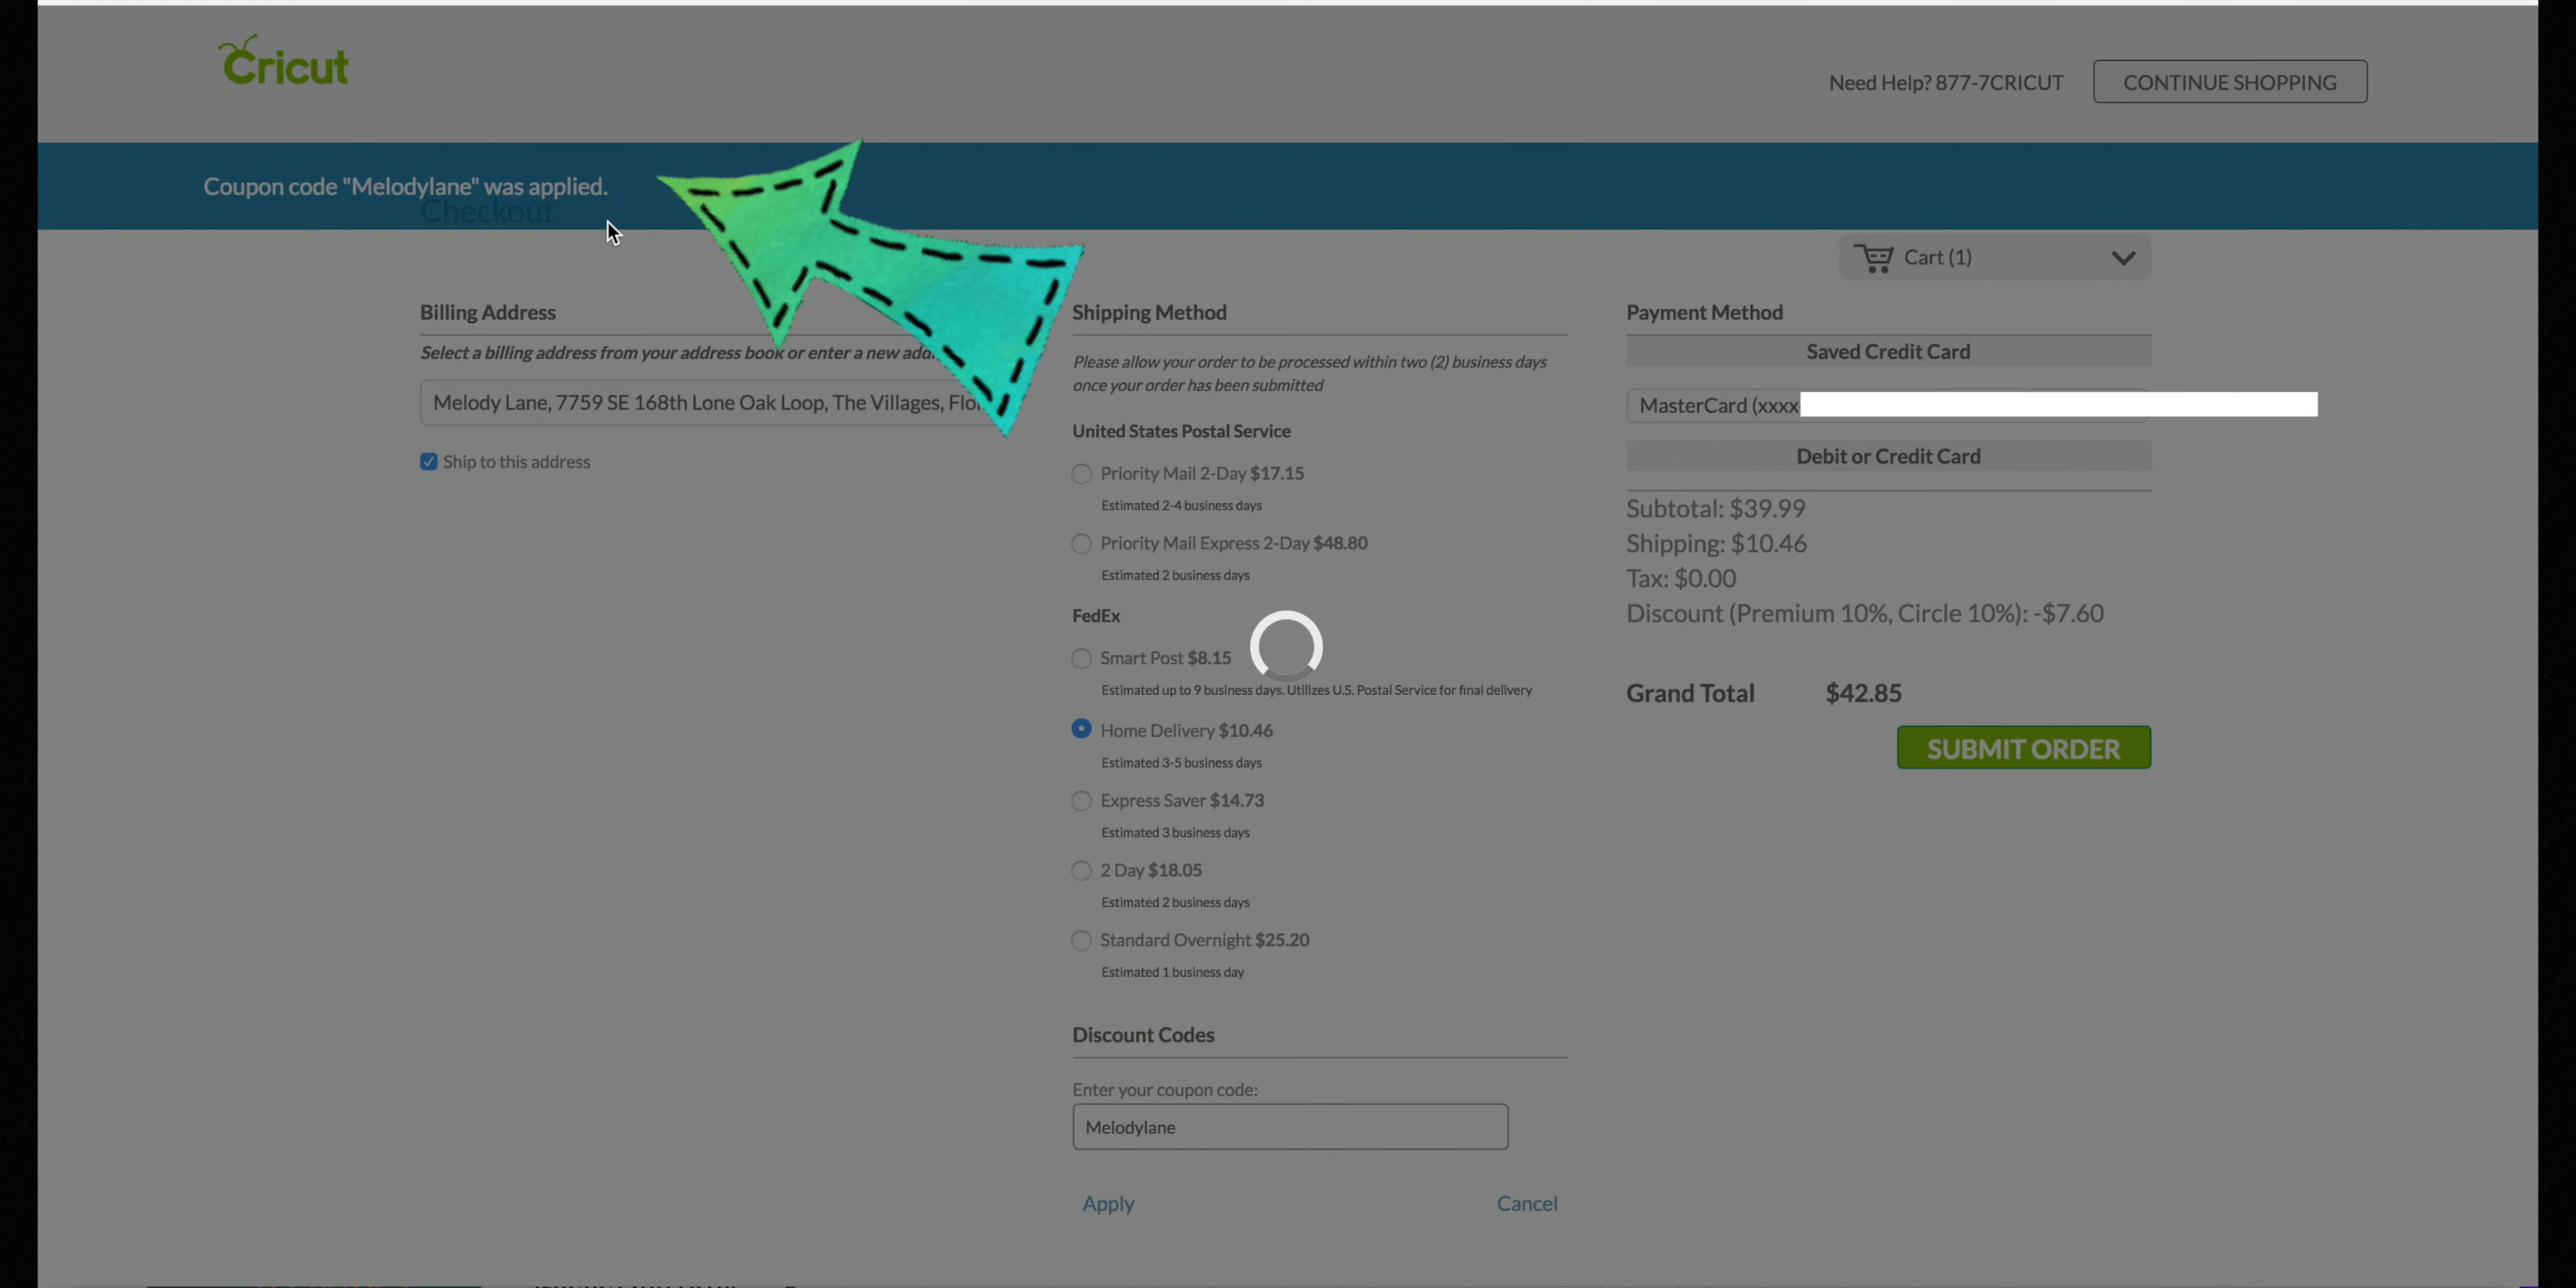 Cricut
Need Help? 877-7CRICUT
CONTINUE SHOPPING
Coupon code "Melodylane" was applied.
Checkout
Cart (1)
Billing Address
Select a billing address from your address book or enter a new
Melody Lane, 7759 SE 168th Lone Oak Loop, The Villages,
Ship to this address
Shipping Method
Please allow your order to be processed within two (2) business days
once your order has been submitted
United States Postal Service
Priority Mail 2-Day $17.15
Estimated 2-4 business days
Priority Mail Express 2-Day $48.80
Estimated 2 business days
FedEx
Smart Post $8.15
Estimated up to 9 business days. Utilizes U.S. Postal Service for final delivery
Home Delivery $10.46
Estimated 3-5 business days
Express Saver $14.73
Estimated 3 business days
2 Day $18.05
Estimated 2 business days
Standard Overnight $25.20
Estimated 1 business day
Discount Codes
Enter your coupon code:
Melodylane
Apply
Cancel
Payment Method
Saved Credit Card
MasterCard (xxxx
Debit or Credit Card
Subtotal: $39.99
Shipping: $10.46
Tax: $0.00
Discount (Premium 10%, Circle 10%): -$7.60
Grand Total $42.85
SUBMIT ORDER